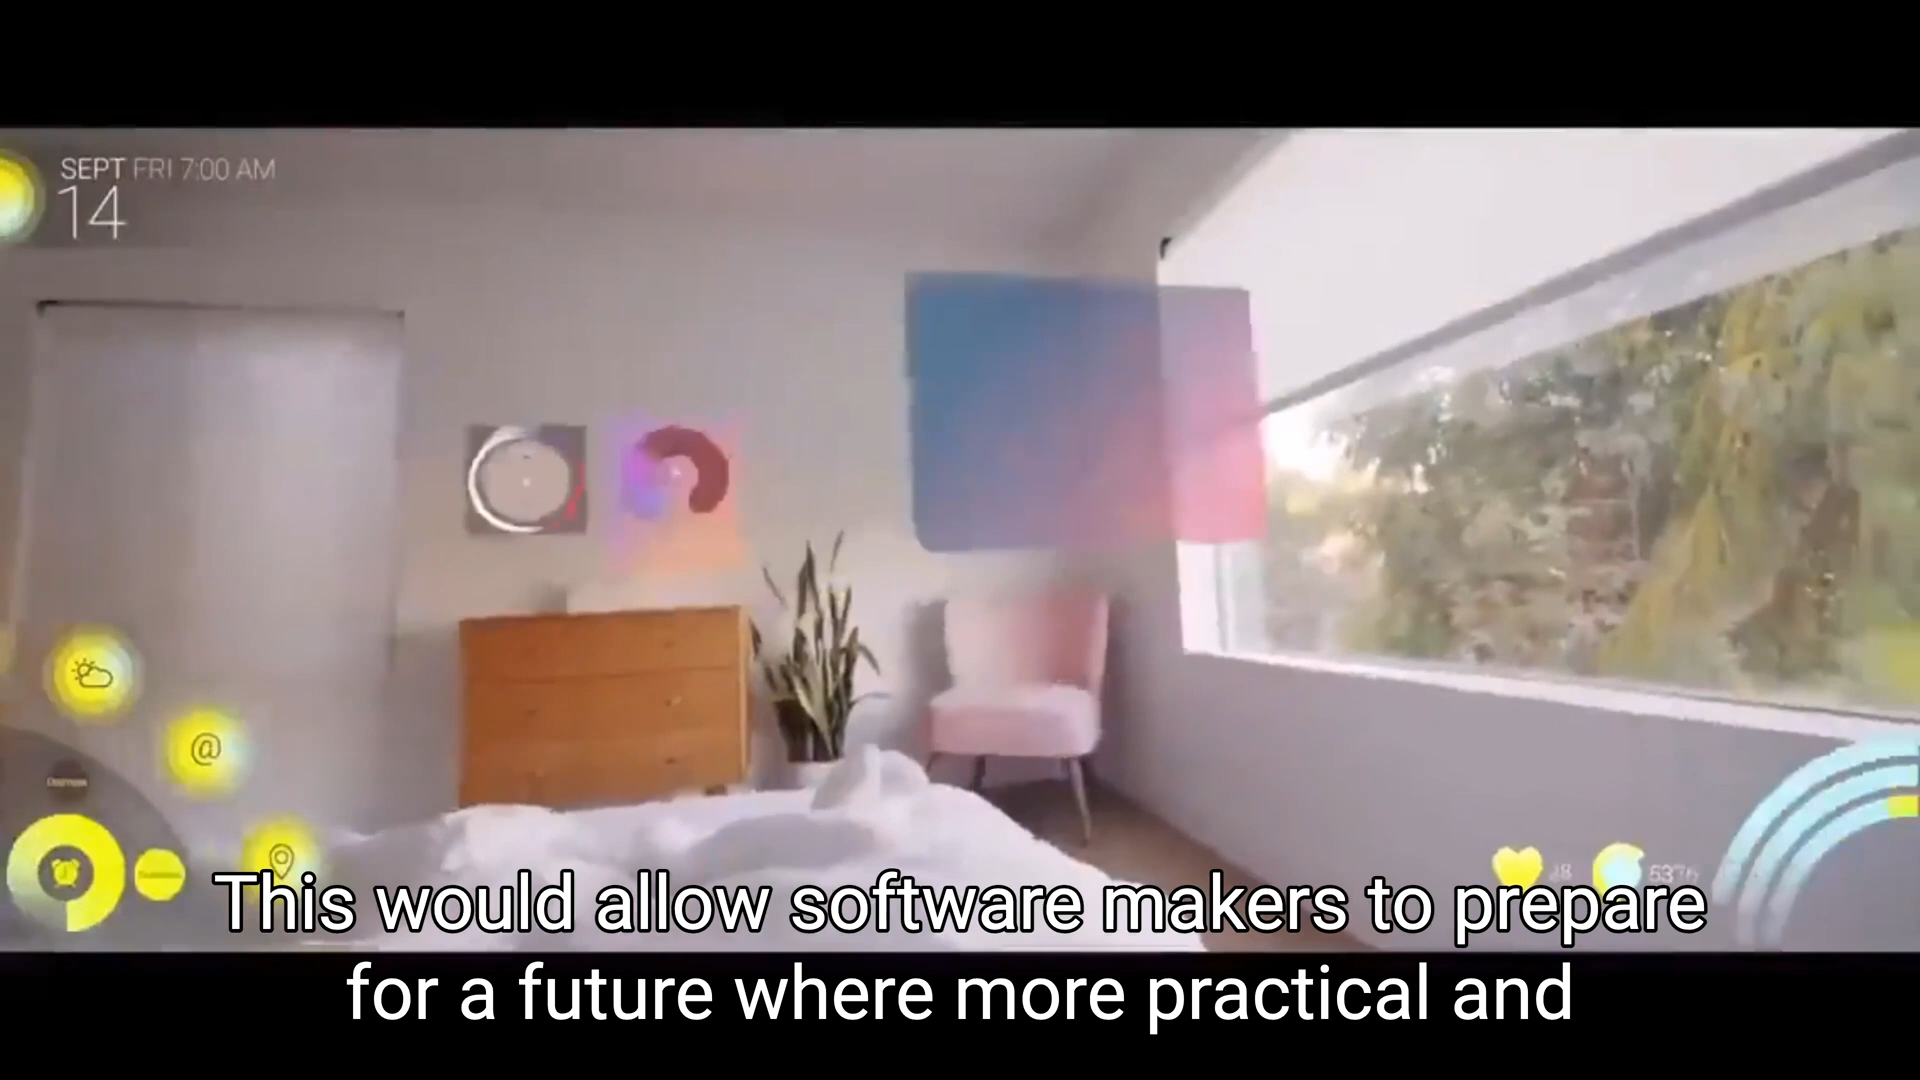 SEPT FRI 7:00 AM
14
@
This would allow software makers to prepare
for a future where more practical and